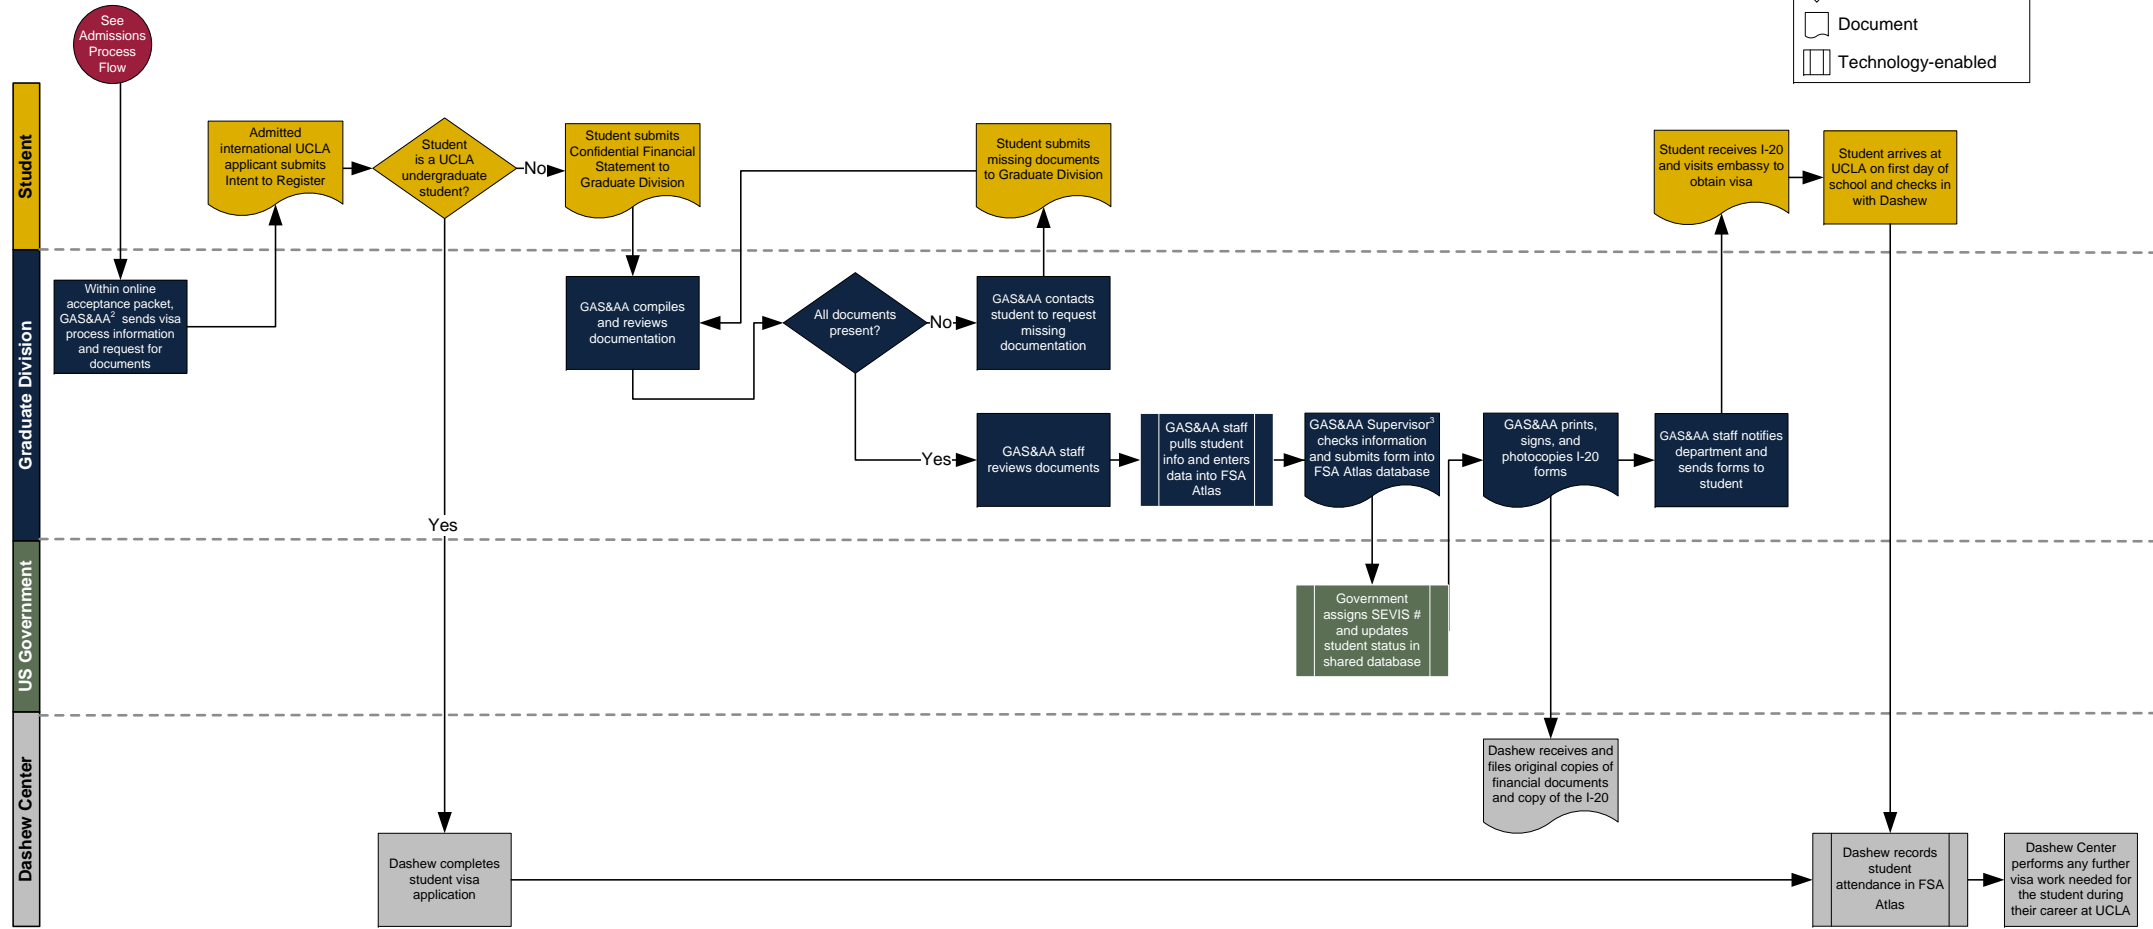 See
Admissions
Process
Flow
Document
Technology-enabled
Student
Admitted
international UCLA
applicant submits
Intent to Register
Student
is a UCLA
undergraduate
student?
No
Student submits
Confidential Financial
Statement to
Graduate Division
Student submits
missing documents
to Graduate Division
Student receives I-20
and visits embassy to
obtain visa
Student arrives at
UCLA on first day of
school and checks in
with Dashew
Graduate Division
Within online
acceptance packet,
GAS&AA² sends visa
process information
and request for
documents
GAS&AA compiles
and reviews
documentation
All documents
present?
No
GAS&AA contacts
student to request
missing
documentation
Yes
GAS&AA staff
reviews documents
GAS&AA staff
pulls student
info and enters
data into FSA
Atlas
GAS&AA Supervisor³
checks information
and submits form into
FSA Atlas database
GAS&AA prints,
signs, and
photocopies I-20
forms
GAS&AA staff notifies
department and
sends forms to
student
Yes
US Government
Government
assigns SEVIS #
and updates
student status in
shared database
Dashew Center
Dashew receives and
files original copies of
financial documents
and copy of the I-20
Dashew completes
student visa
application
Dashew records
student
attendance in FSA
Atlas
Dashew Center
performs any further
visa work needed for
the student during
their career at UCLA